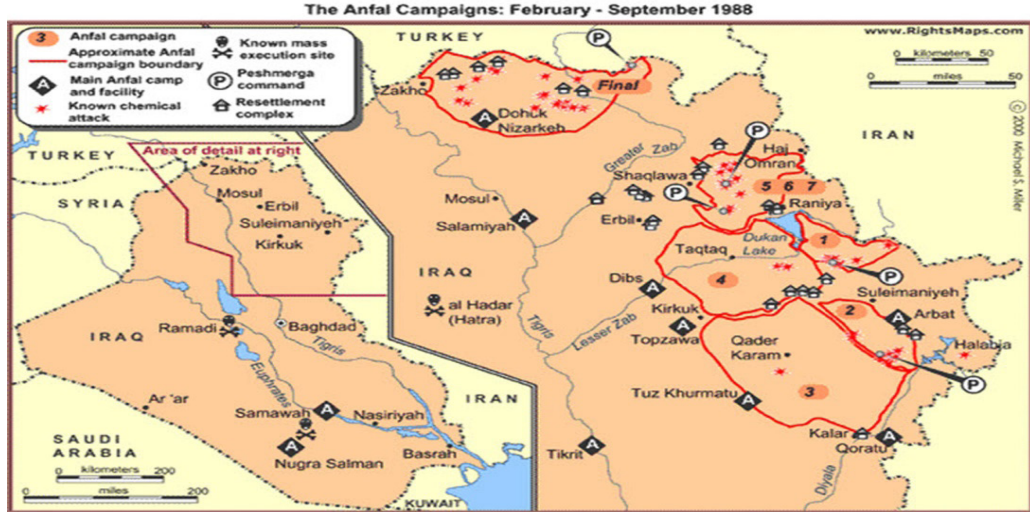 The Anfal Campaigns: February - September 1988
3 Anfal campaign
Approximate Anfal
campaign boundary
A Main Anfal camp
and facility
Known chemical
attack
Known mass
execution site
P Peshmerga
command
Resettlement
complex
www.RightsMaps.com
0 kilometers 50
0 miles 50
© 2000 Michael S. Miller
TURKEY
Area of detail at right
Zakho
SYRIA
Mosul
Erbil
Suleimaniyeh
Kirkuk
IRAQ
Ramadi
Baghdad
Tigris
Euphrates
IRAN
Ar 'ar
Samawah
A
Nasiriyah
SAUDI
ARABIA
A
Nugra Salman
Basrah
KUWAIT
0 kilometers 200
0 miles 200
TURKEY
P
Zakho
Final
A
Dohuk
Nizarkeh
IRAN
Greater Zab
P
Haj
Omran
Shaqlawa
P
5 6 7
Raniya
Mosul
A
Salamiyah
Erbil
Dukan
Lake
1
Taqtaq
P
IRAQ
Dibs
A
4
Suleimaniyeh
al Hadar
(Hatra)
Kirkuk
2
A
Arbat
Tigris
Lesser Zab
A
Topzawa
Qader
Karam
Halabja
P
Tuz Khurmatu
A
3
Kalar
A
Qoratu
Tikrit
A
Diyala